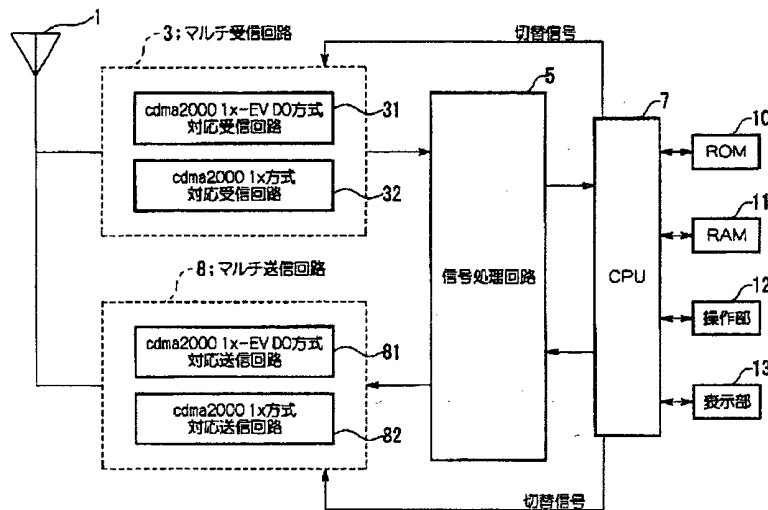 1
3;マルチ受信回路
切替信号
cdma2000 1x-EV DO方式
対応受信回路
31
cdma2000 1x方式
対応受信回路
32
5
信号処理回路
7
CPU
10
ROM
11
RAM
12
操作部
13
表示部
8;マルチ送信回路
cdma2000 1x-EV DO方式
対応送信回路
81
cdma2000 1x方式
対応送信回路
82
切替信号